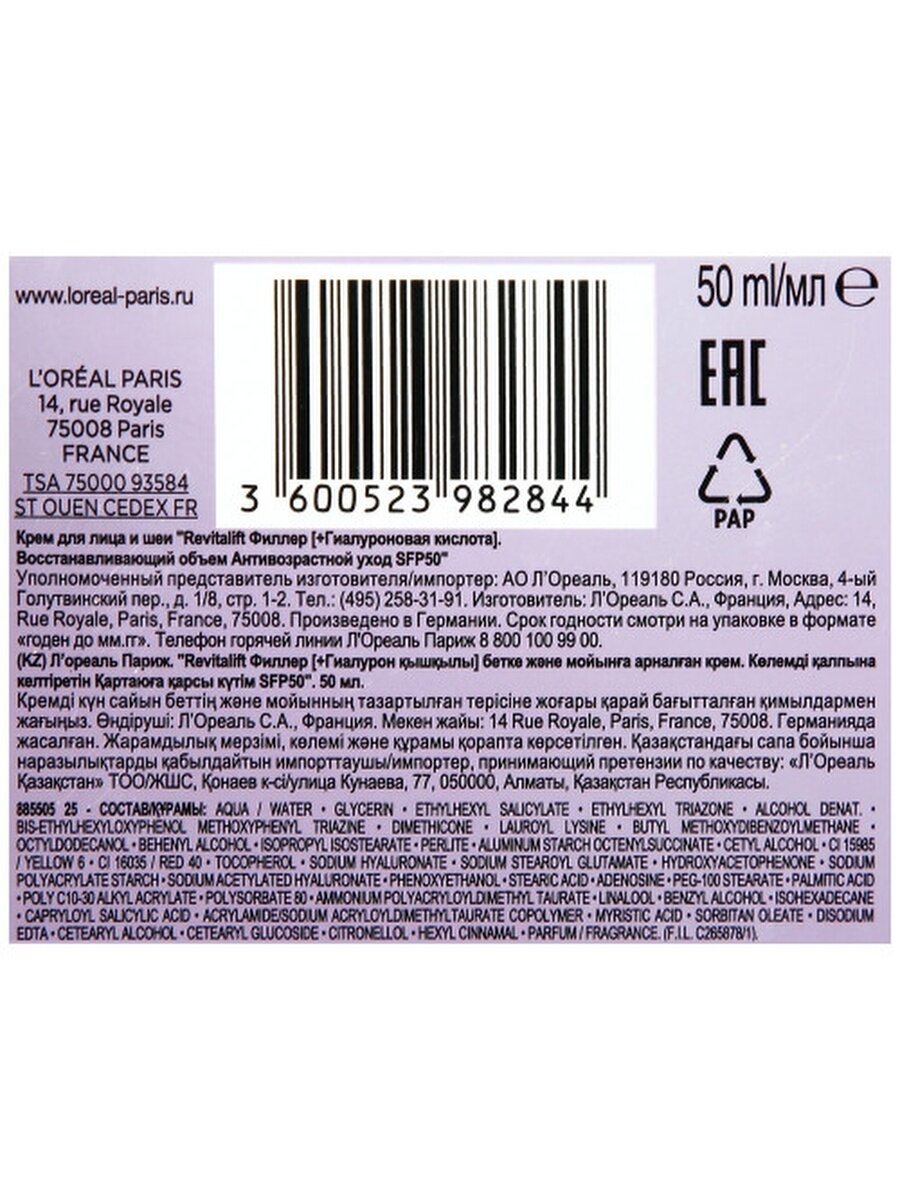 www.loreal-paris.ru
50 ml/мл ℮
L'ORÉAL PARIS
14, rue Royale
75008 Paris
FRANCE
TSA 75000 93584
ST OUEN CEDEX FR
EAC
PAP
3 600523 982844
Крем для лица и шеи "Revitalift Филлер [+Гиалуроновая кислота].
Восстанавливающий объем Антивозрастной уход SFP50"
Уполномоченный представитель изготовителя/импортер: АО Л'Ореаль, 119180 Россия, г. Москва, 4-ый
Голутвинский пер., д. 1/8, стр. 1-2. Тел.: (495) 258-31-91. Изготовитель: Л'Ореаль С.А., Франция, Адрес: 14,
Rue Royale, Paris, France, 75008. Произведено в Германии. Срок годности смотри на упаковке в формате
«годен до мм.гг». Телефон горячей линии Л'Ореаль Париж 8 800 100 99 00.
(KZ) Л'ореаль Париж. "Revitalift Филлер [+Гиалурон қышқылы] бетке және мойынға арналған крем. Көлемді қалпына
келтіретін Қартаюға қарсы күтім SFP50". 50 мл.
Кремді күн сайын беттің және мойынның тазартылған терісіне жоғары қарай бағытталған қимылдармен
жағыңыз. Өндіруші: Л'Ореаль С.А., Франция. Мекен жайы: 14 Rue Royale, Paris, France, 75008. Германияда
жасалған. Жарамдылық мерзімі, көлемі және құрамы қорапта көрсетілген. Қазақстандағы сапа бойынша
наразылықтарды қабылдайтын импорттаушы/импортер, принимающий претензии по качеству: «Л'Ореаль
Қазақстан» ТОО/ЖШС, Қонаев к-сі/улица Кунаева, 77, 050000, Алматы, Қазақстан Республикасы.
885505 25 - СОСТАВ/ҚҰРАМЫ: AQUA / WATER • GLYCERIN • ETHYLHEXYL SALICYLATE • ETHYLHEXYL TRIAZONE • ALCOHOL DENAT. •
BIS-ETHYLHEXYLOXYPHENOL METHOXYPHENYL TRIAZINE • DIMETHICONE • LAUROYL LYSINE • BUTYL METHOXYDIBENZOYLMETHANE •
OCTYLDODECANOL • BEHENYL ALCOHOL • ISOPROPYL ISOSTEARATE • PERLITE • ALUMINUM STARCH OCTENYLSUCCINATE • CETYL ALCOHOL • CI 15985
/ YELLOW 6 • CI 16035 / RED 40 • TOCOPHEROL • SODIUM HYALURONATE • SODIUM STEAROYL GLUTAMATE • HYDROXYACETOPHENONE • SODIUM
POLYACRYLATE STARCH • SODIUM ACETYLATED HYALURONATE • PHENOXYETHANOL • STEARIC ACID • ADENOSINE • PEG-100 STEARATE • PALMITIC ACID
• POLY C10-30 ALKYL ACRYLATE • POLYSORBATE 80 • AMMONIUM POLYACRYLOYLDIMETHYL TAURATE • LINALOOL • BENZYL ALCOHOL • ISOHEXADECANE
• CAPRYLOYL SALICYLIC ACID • ACRYLAMIDE/SODIUM ACRYLOYLDIMETHYLTAURATE COPOLYMER • MYRISTIC ACID • SORBITAN OLEATE • DISODIUM
EDTA • CETEARYL ALCOHOL • CETEARYL GLUCOSIDE • CITRONELLOL • HEXYL CINNAMAL • PARFUM / FRAGRANCE. (F.I.L. C265878/1).